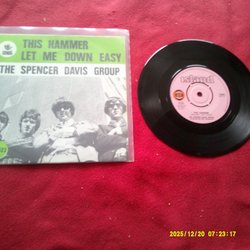 THIS HAMMER
LET ME DOWN EASY
THE SPENCER DAVIS GROUP
island
2025/12/20 07:23:17